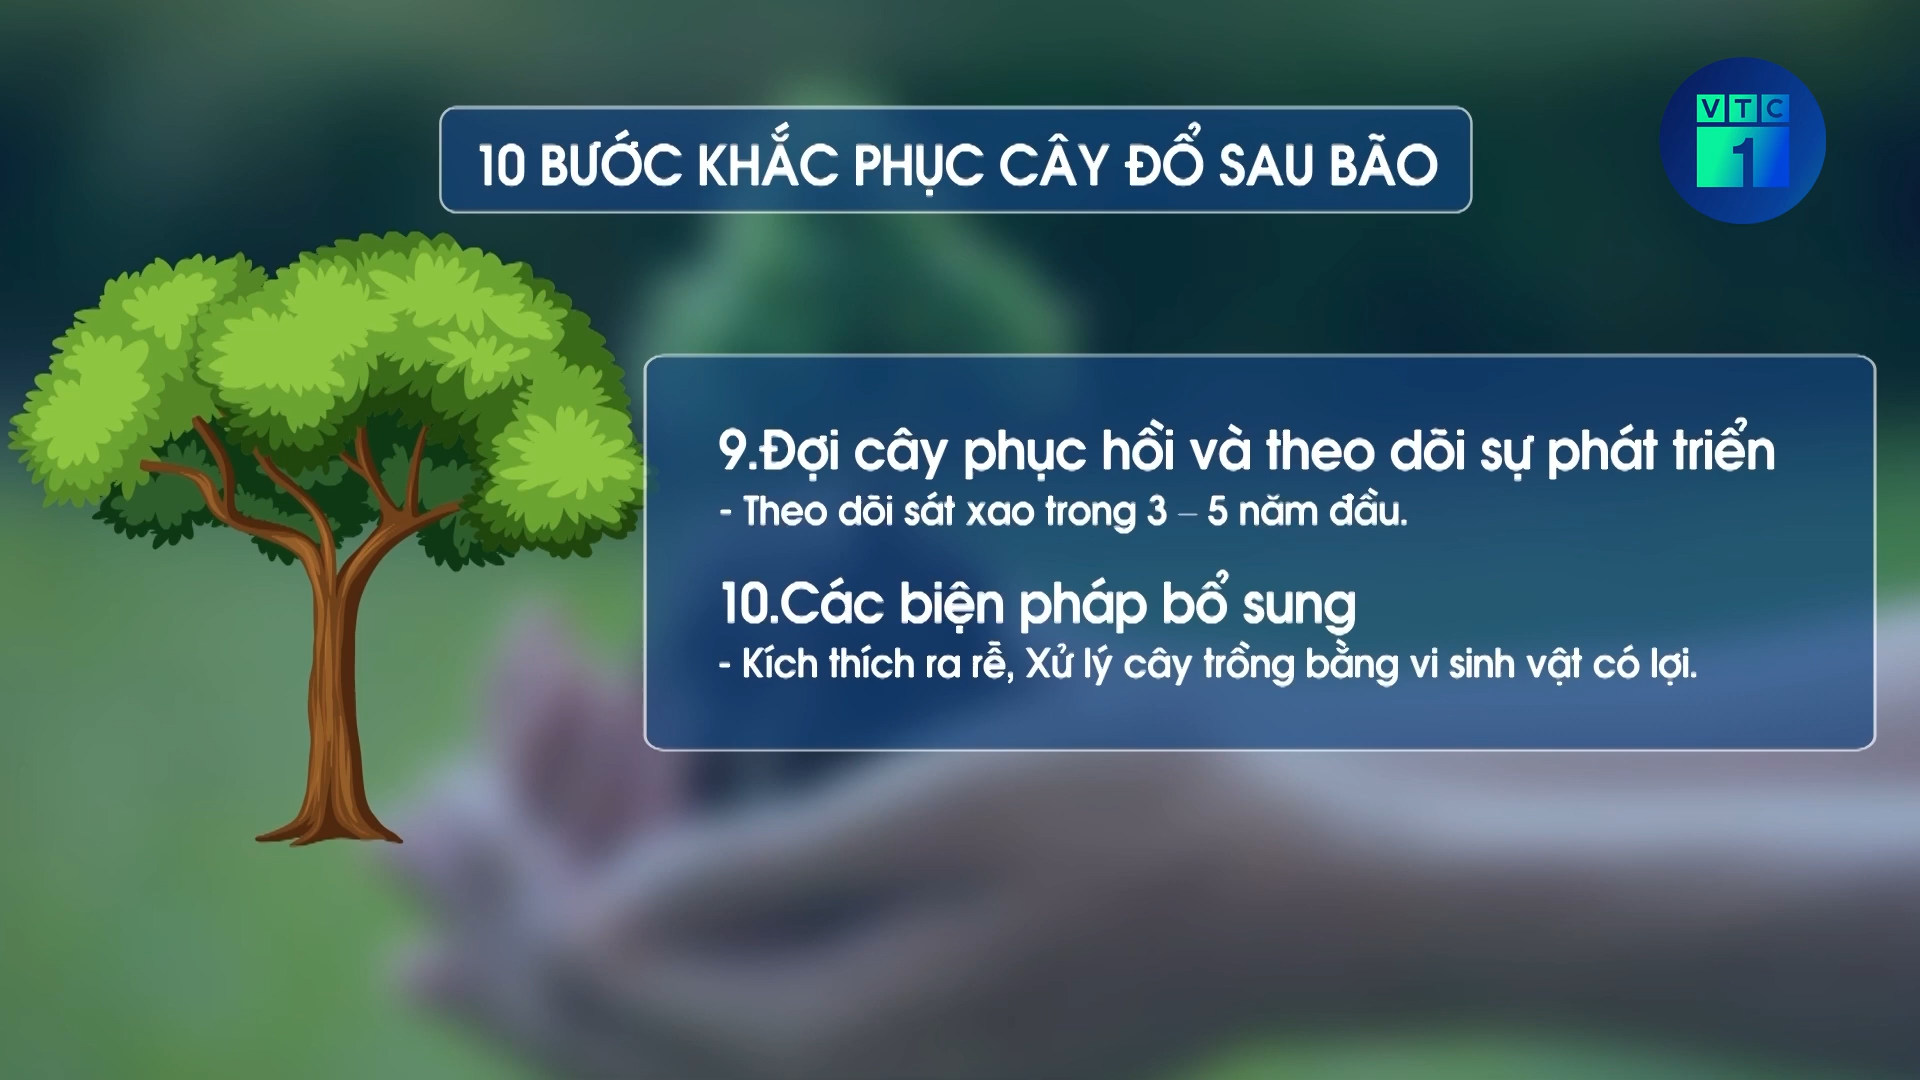 VTC
1
10 BƯỚC KHẮC PHỤC CÂY ĐỔ SAU BÃO
9.Đợi cây phục hồi và theo dõi sự phát triển
- Theo dõi sát xao trong 3 – 5 năm đầu.
10.Các biện pháp bổ sung
- Kích thích ra rễ, Xử lý cây trồng bằng vi sinh vật có lợi.